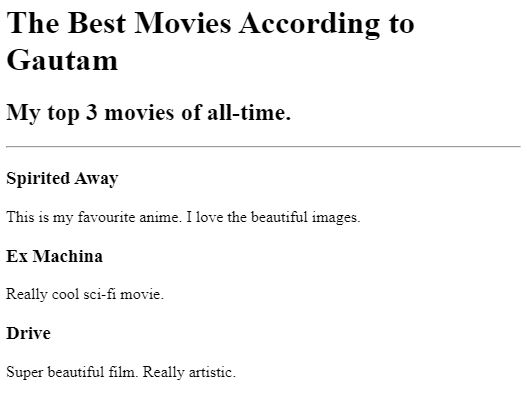 The Best Movies According to
Gautam
My top 3 movies of all-time.
Spirited Away
This is my favourite anime. I love the beautiful images.
Ex Machina
Really cool sci-fi movie.
Drive
Super beautiful film. Really artistic.